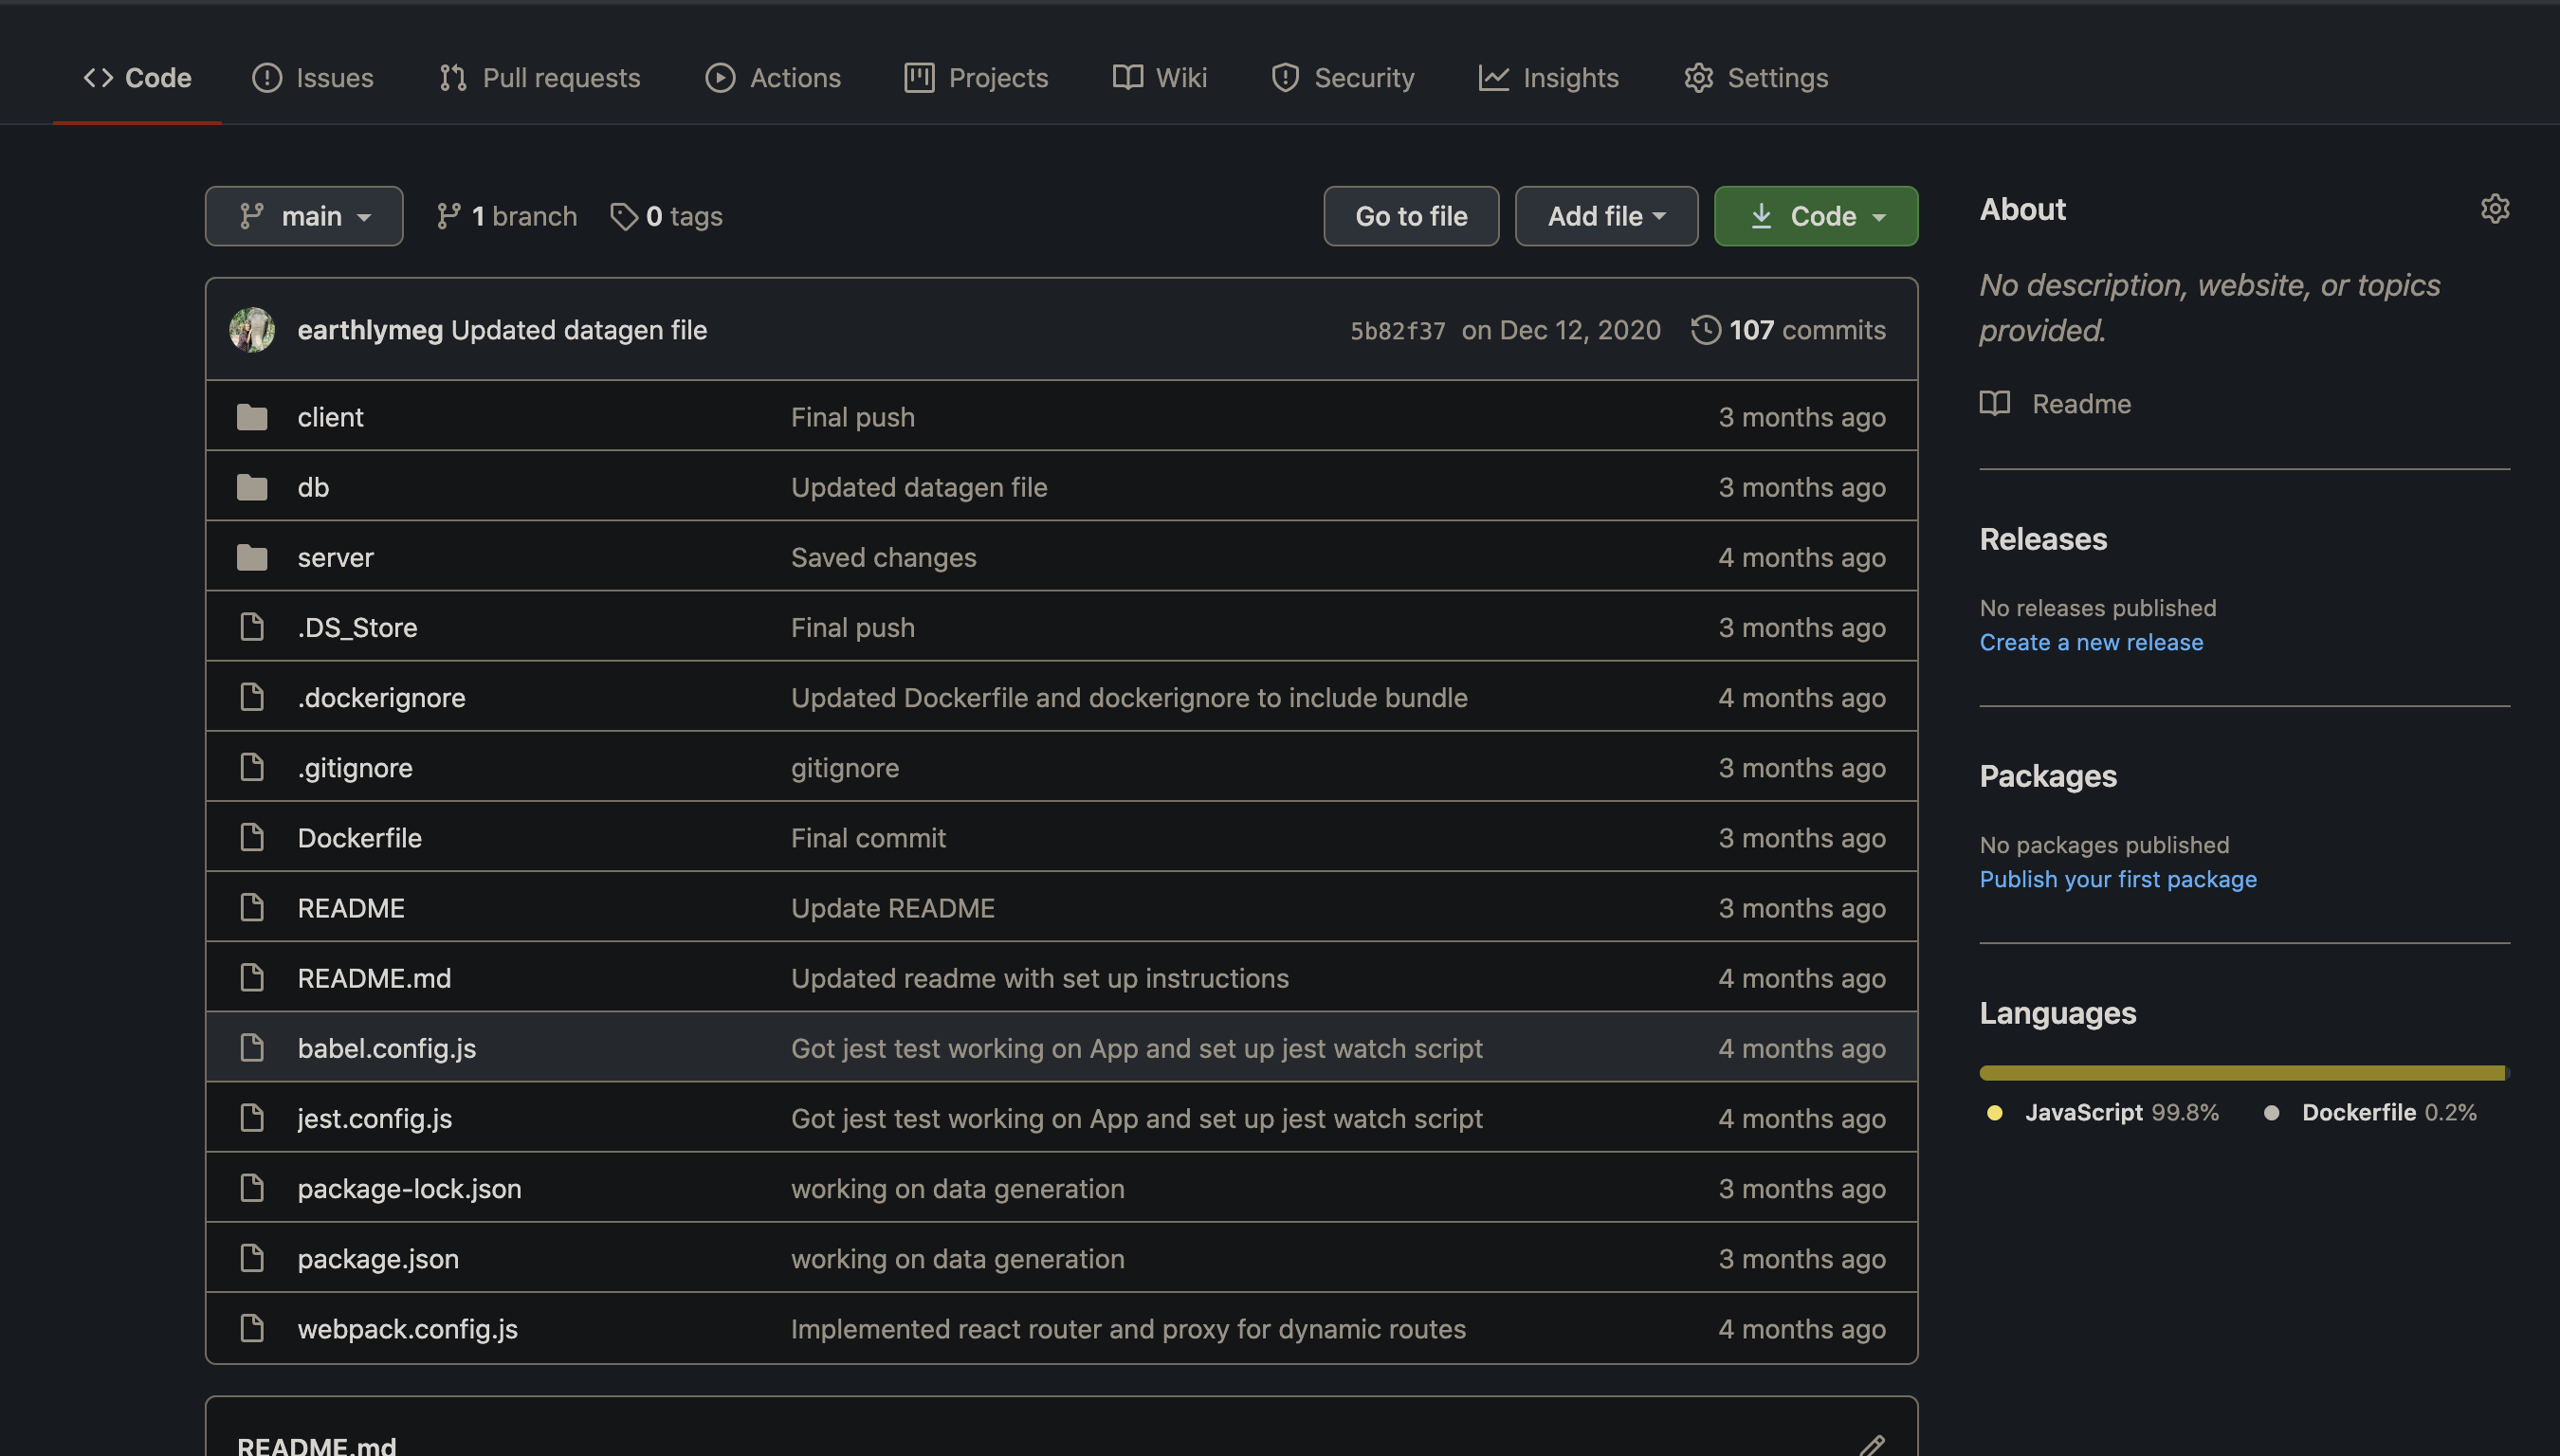 Code Issues Pull requests Actions Projects Wiki Security Insights Settings
main 1 branch 0 tags Go to file Add file Code
earthlymeg Updated datagen file 5b82f37 on Dec 12, 2020 107 commits
client Final push 3 months ago
db Updated datagen file 3 months ago
server Saved changes 4 months ago
.DS_Store Final push 3 months ago
.dockerignore Updated Dockerfile and dockerignore to include bundle 4 months ago
.gitignore gitignore 3 months ago
Dockerfile Final commit 3 months ago
README Update README 3 months ago
README.md Updated readme with set up instructions 4 months ago
babel.config.js Got jest test working on App and set up jest watch script 4 months ago
jest.config.js Got jest test working on App and set up jest watch script 4 months ago
package-lock.json working on data generation 3 months ago
package.json working on data generation 3 months ago
webpack.config.js Implemented react router and proxy for dynamic routes 4 months ago
README.md
About
No description, website, or topics
provided.
Readme
Releases
No releases published
Create a new release
Packages
No packages published
Publish your first package
Languages
JavaScript 99.8% Dockerfile 0.2%